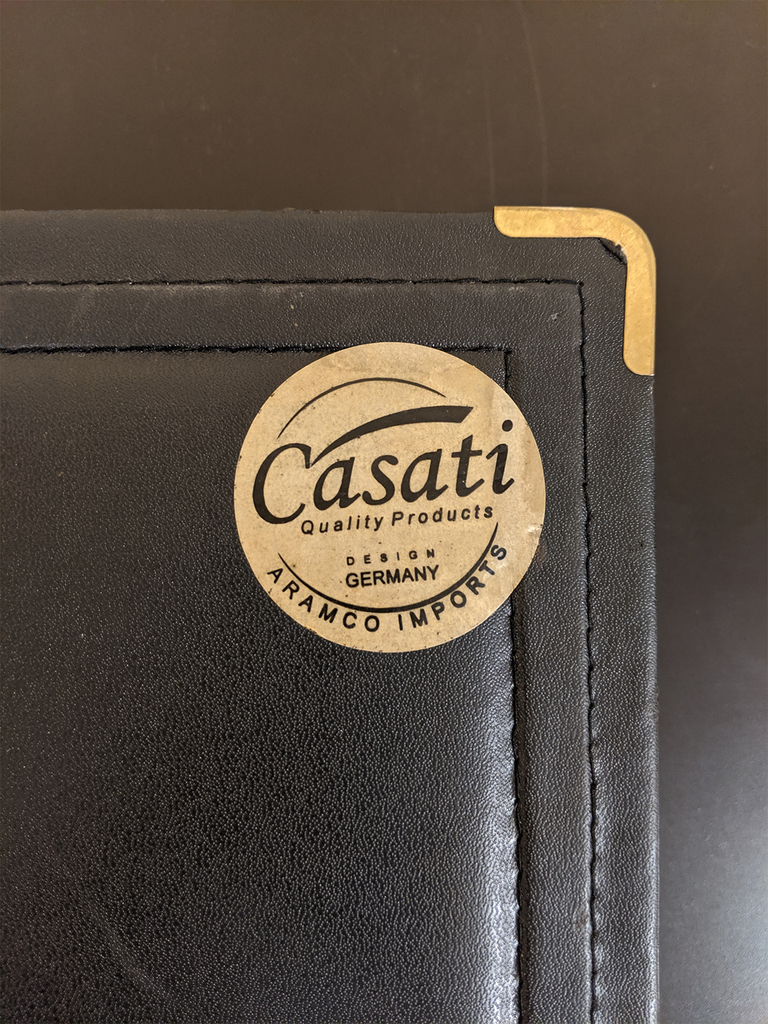 Casati
Quality Products
DESIGN
GERMANY
ARAMCO IMPORTS